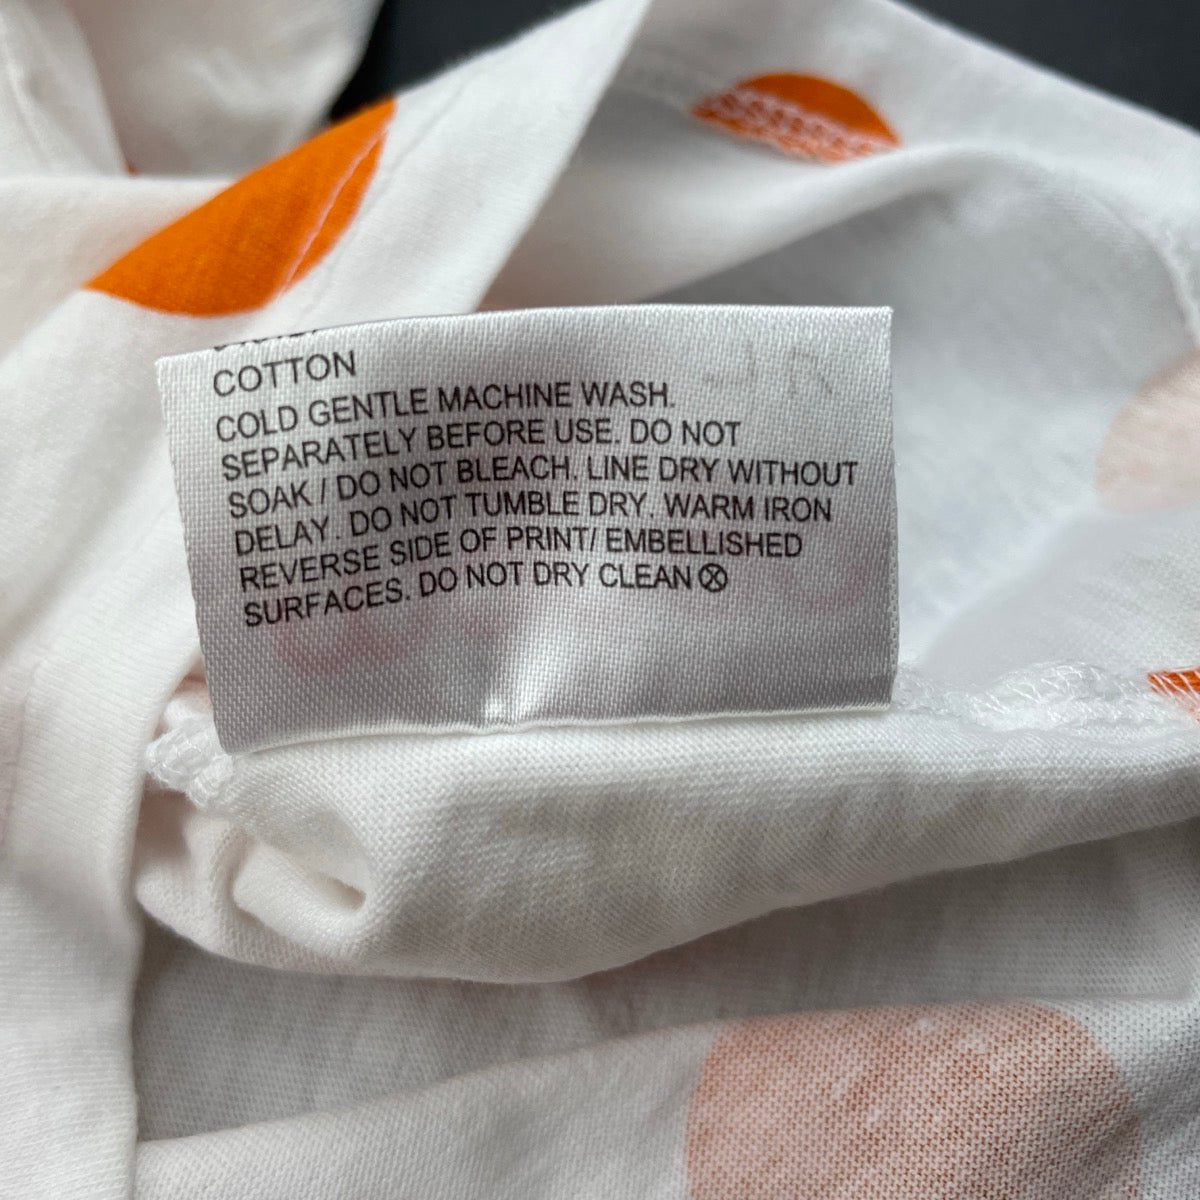 COTTON
COLD GENTLE MACHINE WASH.
SEPARATELY BEFORE USE. DO NOT
SOAK / DO NOT BLEACH. LINE DRY WITHOUT
DELAY. DO NOT TUMBLE DRY. WARM IRON
REVERSE SIDE OF PRINT/ EMBELLISHED
SURFACES. DO NOT DRY CLEAN